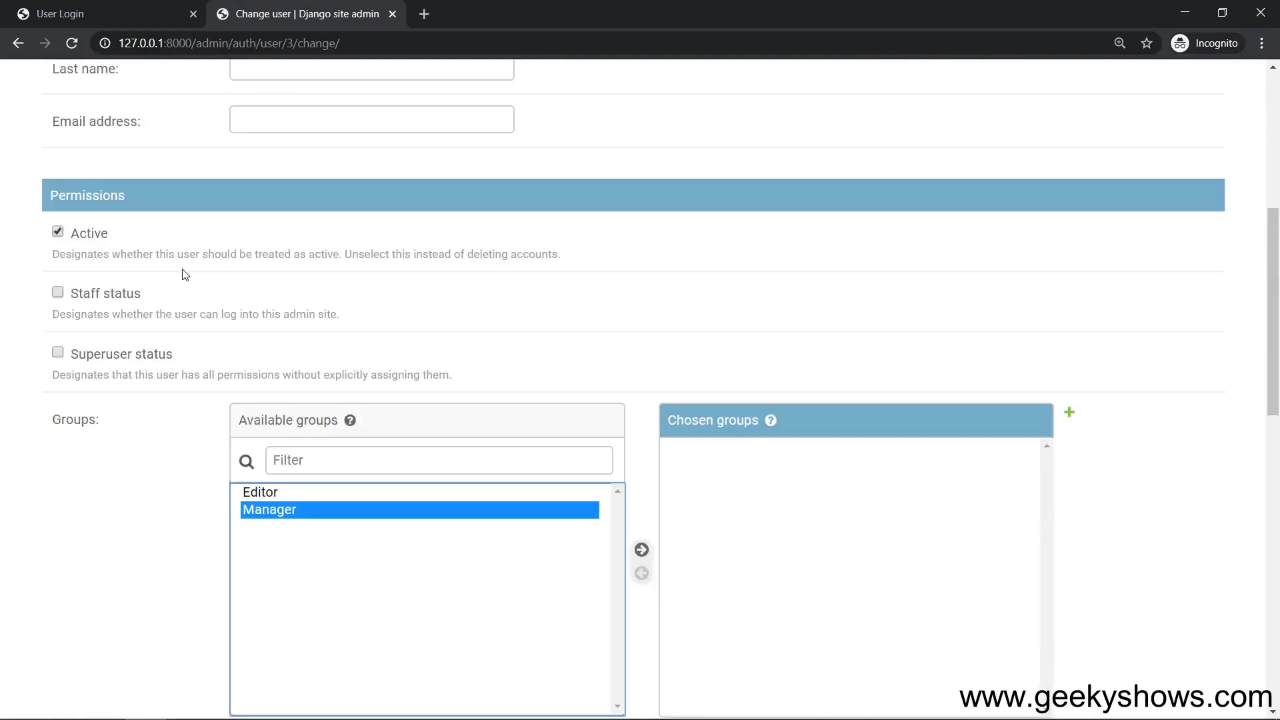 User Login
Change user | Django site admin
127.0.0.1:8000/admin/auth/user/3/change/
Incognito
Last name:
Email address:
Permissions
Active
Designates whether this user should be treated as active. Unselect this instead of deleting accounts.
Staff status
Designates whether the user can log into this admin site.
Superuser status
Designates that this user has all permissions without explicitly assigning them.
Groups:
Available groups
Chosen groups
Filter
Editor
Manager
www.geekyshows.com